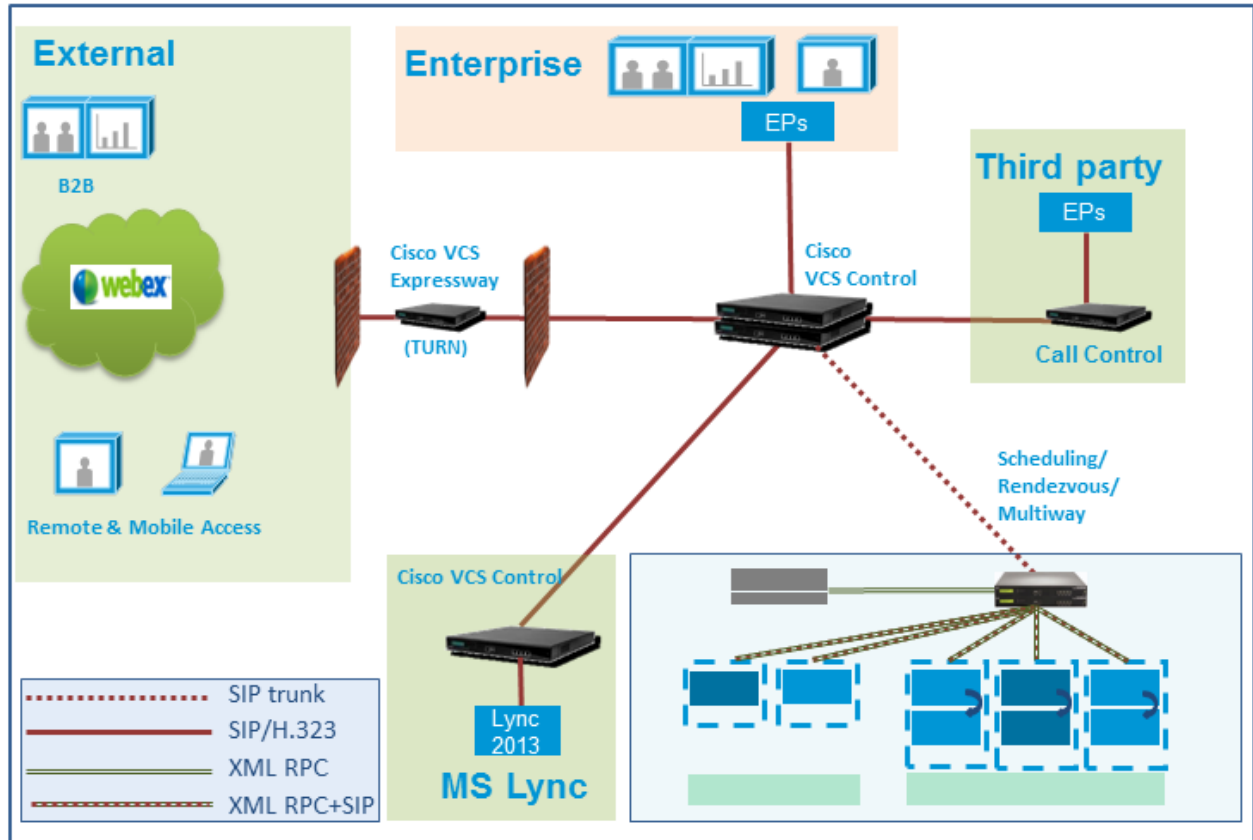 External
B2B
webex
Remote & Mobile Access
Enterprise
EPs
Third party
EPs
Call Control
Cisco VCS
Expressway
(TURN)
Cisco
VCS Control
Scheduling/
Rendezvous/
Multiway
Cisco VCS Control
Lync
2013
MS Lync
SIP trunk
SIP/H.323
XML RPC
XML RPC+SIP